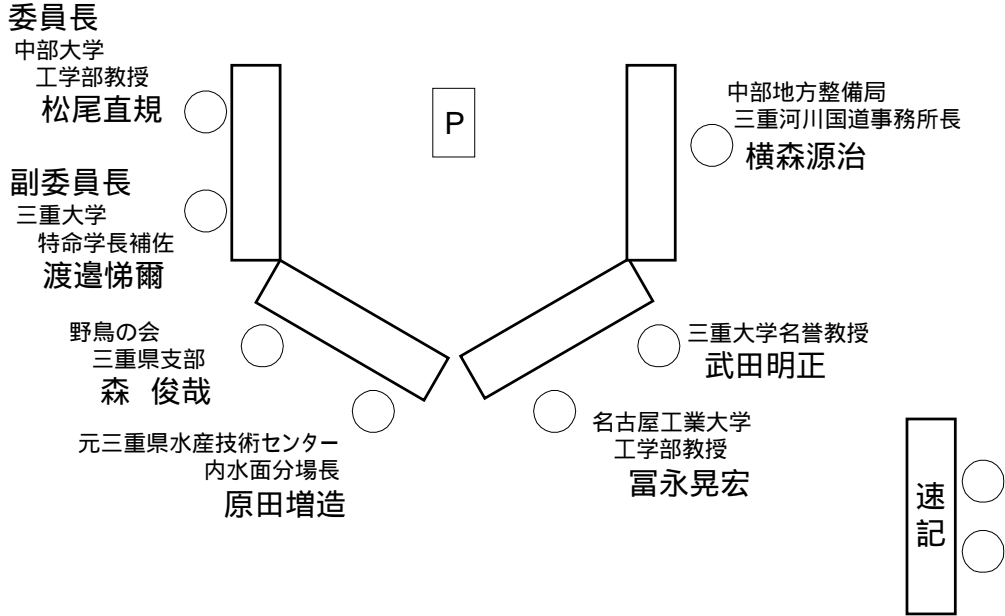 委員長
中部大学
工学部教授
松尾直規
副委員長
三重大学
特命学長補佐
渡邉悌爾
野鳥の会
三重県支部
森 俊哉
元三重県水産技術センター
内水面分場長
原田増造
P
中部地方整備局
三重河川国道事務所長
横森源治
三重大学名誉教授
武田明正
名古屋工業大学
工学部教授
冨永晃宏
速
記